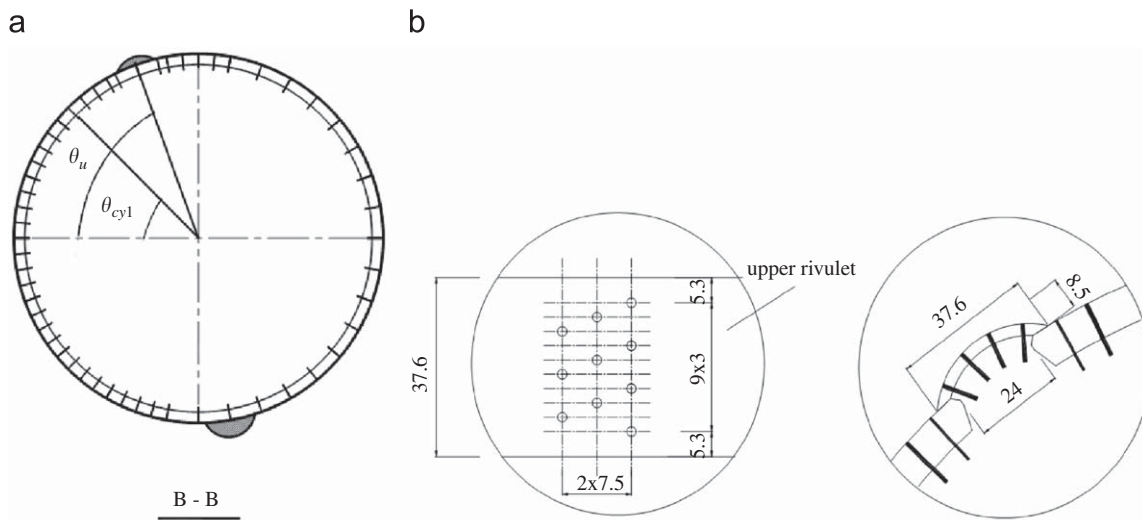 a
b
θu
θcy1
B - B
upper rivulet
5.3
37.6
9x3
5.3
2x7.5
37.6
8.5
24